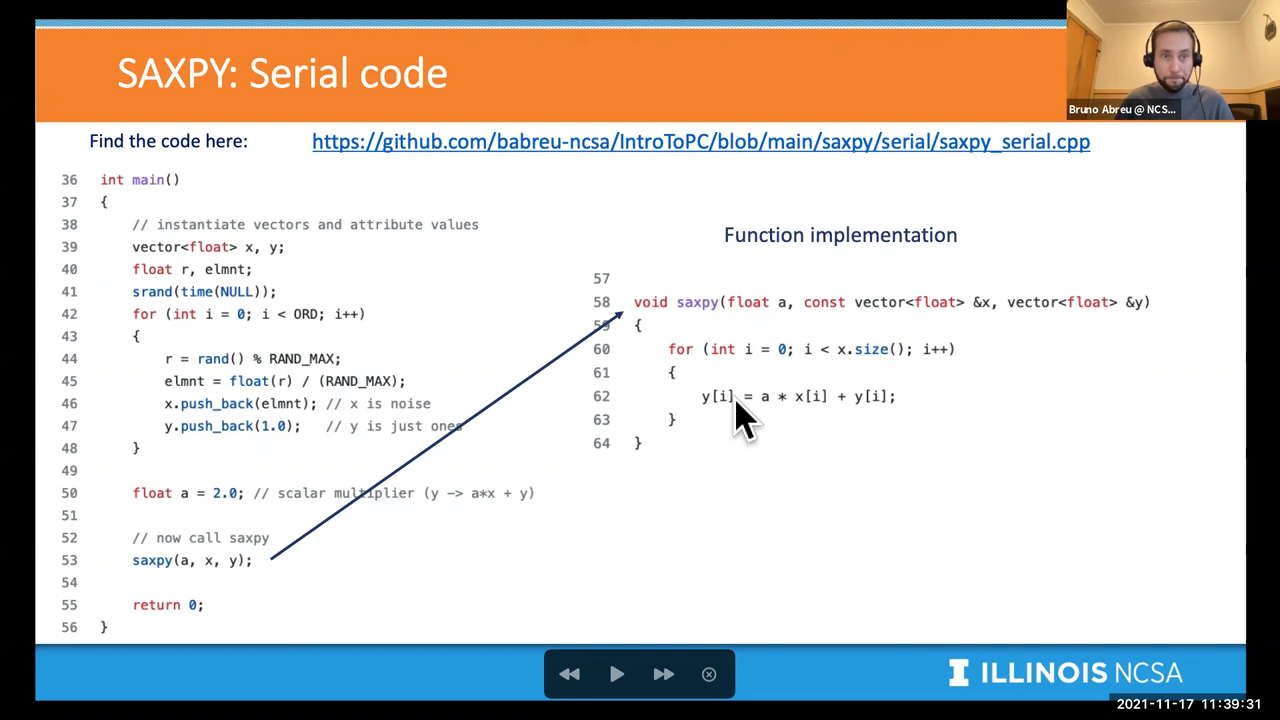 SAXPY: Serial code
Bruno Abreu @ NCS...
Find the code here: https://github.com/babreu-ncsa/IntroToPC/blob/main/saxpy/serial/saxpy_serial.cpp
36 int main()
37 {
38 // instantiate vectors and attribute values
39 vector<float> x, y;
40 float r, elmnt;
41 srand(time(NULL));
42 for (int i = 0; i < ORD; i++)
43 {
44 r = rand() % RAND_MAX;
45 elmnt = float(r) / (RAND_MAX);
46 x.push_back(elmnt); // x is noise
47 y.push_back(1.0); // y is just ones
48 }
49
50 float a = 2.0; // scalar multiplier (y -> a*x + y)
51
52 // now call saxpy
53 saxpy(a, x, y);
54
55 return 0;
56 }
Function implementation
57
58 void saxpy(float a, const vector<float> &x, vector<float> &y)
59 {
60 for (int i = 0; i < x.size(); i++)
61 {
62 y[i] = a * x[i] + y[i];
63 }
64 }
I ILLINOIS NCSA
2021-11-17 11:39:31